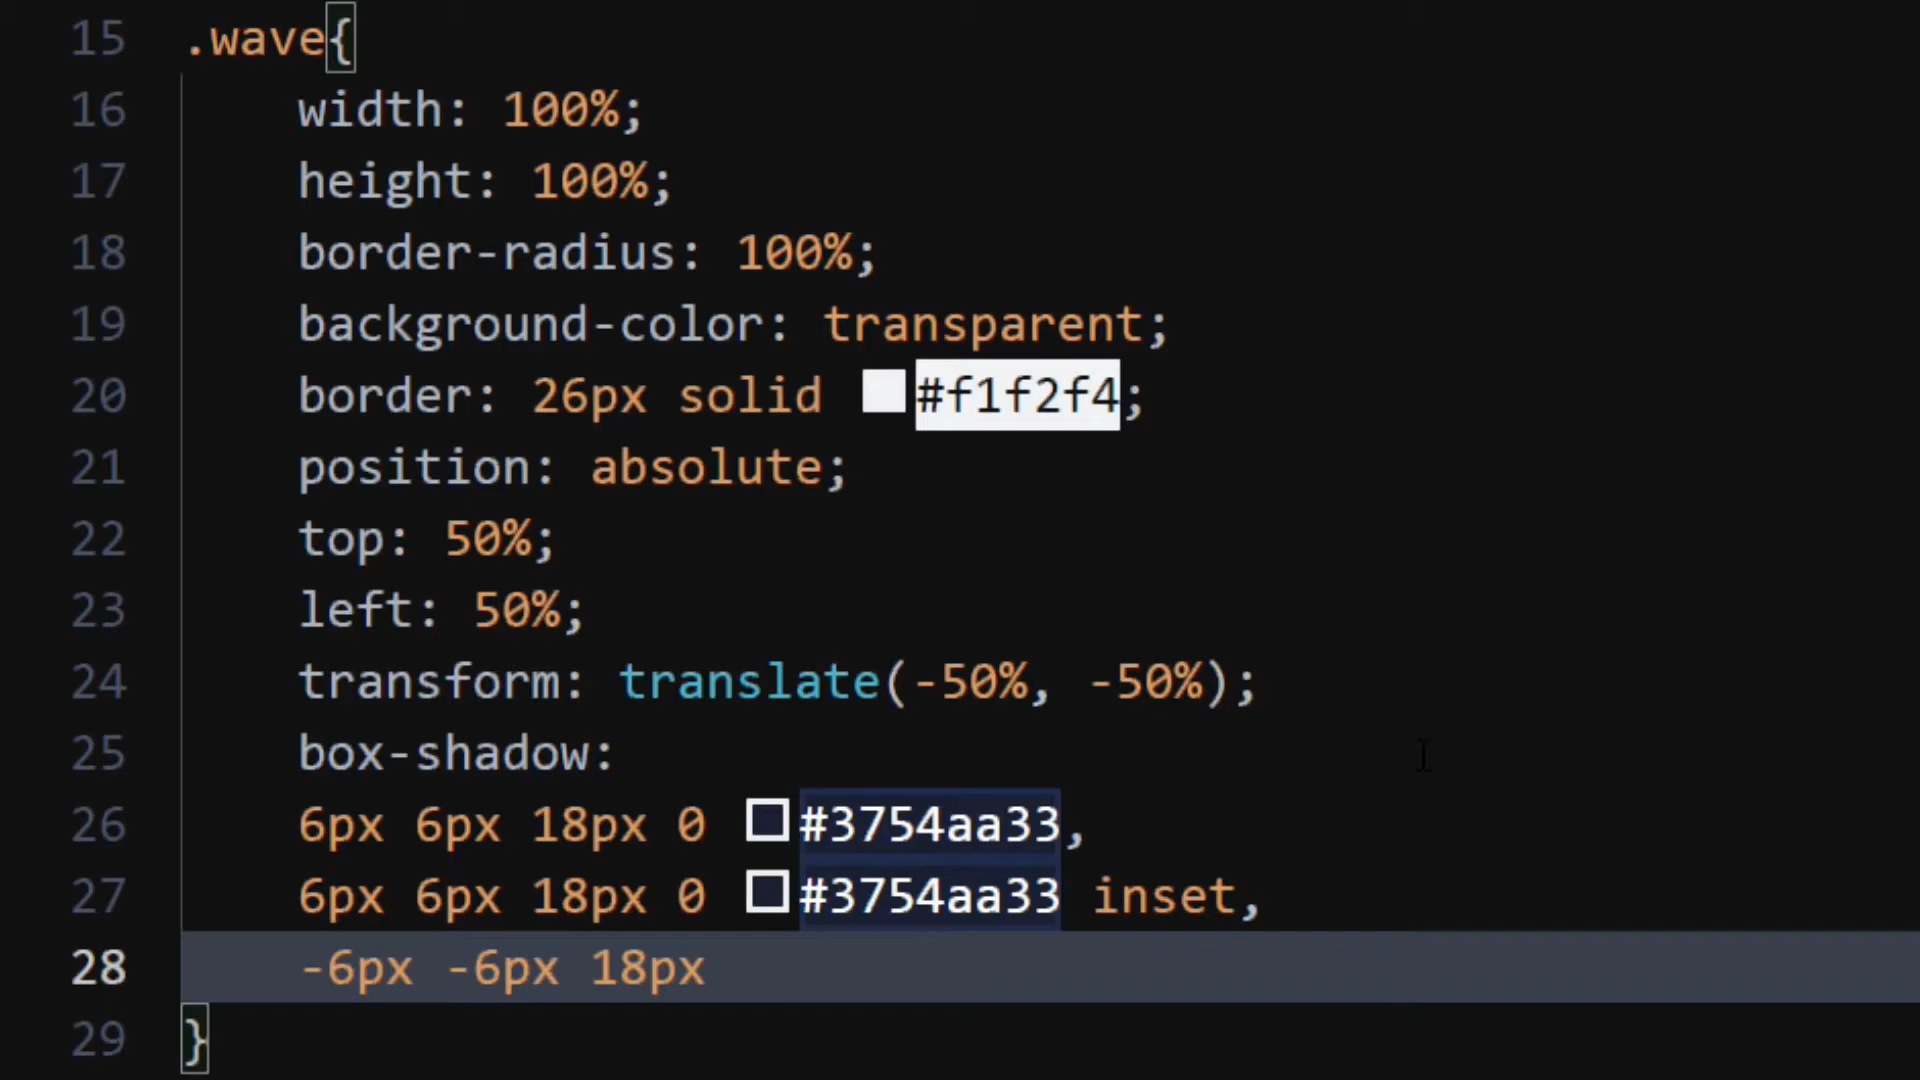 15 .wave{
16 width: 100%;
17 height: 100%;
18 border-radius: 100%;
19 background-color: transparent;
20 border: 26px solid #f1f2f4;
21 position: absolute;
22 top: 50%;
23 left: 50%;
24 transform: translate(-50%, -50%);
25 box-shadow:
26 6px 6px 18px 0 #3754aa33,
27 6px 6px 18px 0 #3754aa33 inset,
28 -6px -6px 18px
29 }